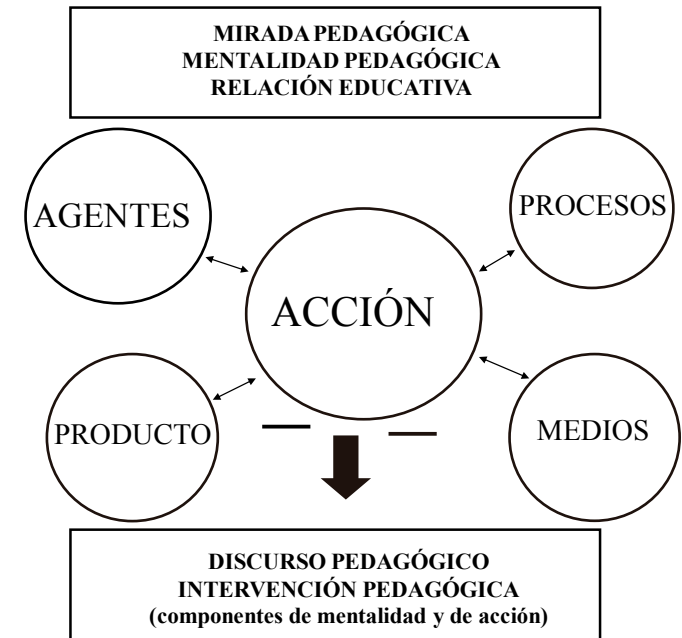 MIRADA PEDAGÓGICA
MENTALIDAD PEDAGÓGICA
RELACIÓN EDUCATIVA
AGENTES
PROCESOS
ACCIÓN
PRODUCTO
MEDIOS
DISCURSO PEDAGÓGICO
INTERVENCIÓN PEDAGÓGICA
(componentes de mentalidad y de acción)